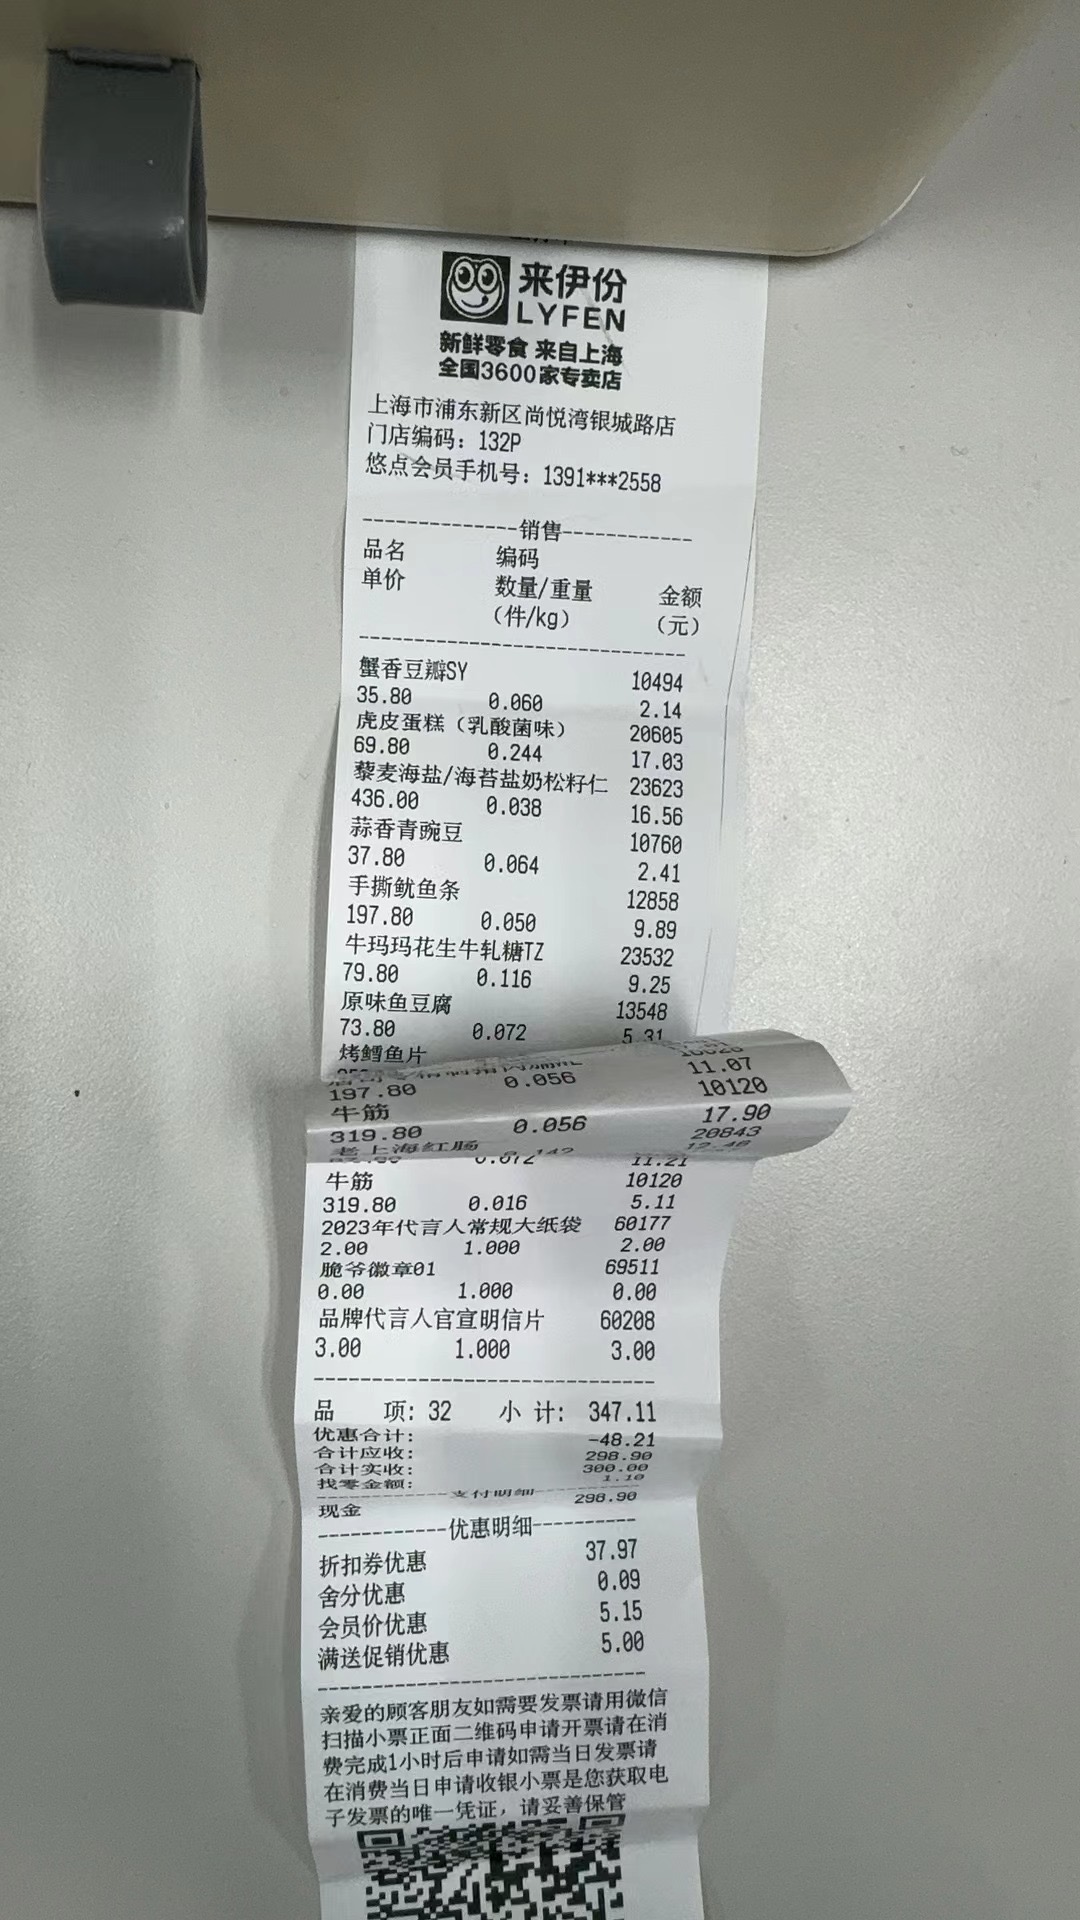 来伊份
LYFEN
新鲜零食 来自上海
全国3600家专卖店
上海市浦东新区尚悦湾银城路店
门店编码：132P
悠点会员手机号：1391***2558
------------销售------------
品名 编码
单价 数量/重量 金额
（件/kg） （元）
蟹香豆瓣SY 10494
35.80 0.060 2.14
虎皮蛋糕（乳酸菌味） 20605
69.80 0.244 17.03
藜麦海盐/海苔盐奶松籽仁 23623
436.00 0.038 16.56
蒜香青豌豆 10760
37.80 0.064 2.41
手撕鱿鱼条 12858
197.80 0.050 9.89
牛玛玛花生牛轧糖TZ 23532
79.80 0.116 9.25
原味鱼豆腐 13548
73.80 0.072 5.31
烤鳕鱼片
197.80 0.056 11.07
牛筋 10120
319.80 0.056 17.90
老上海红肠 20843
11.21
牛筋 10120
319.80 0.016 5.11
2023年代言人常规大纸袋 60177
2.00 1.000 2.00
脆爷徽章01 69511
0.00 1.000 0.00
品牌代言人官宣明信片 60208
3.00 1.000 3.00
品 项: 32 小 计: 347.11
优惠合计: -48.21
合计应收: 298.90
合计实收: 300.00
找零金额: 1.10
----------支付明细----------
现金 298.90
----------优惠明细----------
折扣券优惠 37.97
舍分优惠 0.09
会员价优惠 5.15
满送促销优惠 5.00
亲爱的顾客朋友如需要发票请用微信
扫描小票正面二维码申请开票请在消
费完成1小时后申请如需当日发票请
在消费当日申请收银小票是您获取电
子发票的唯一凭证，请妥善保管